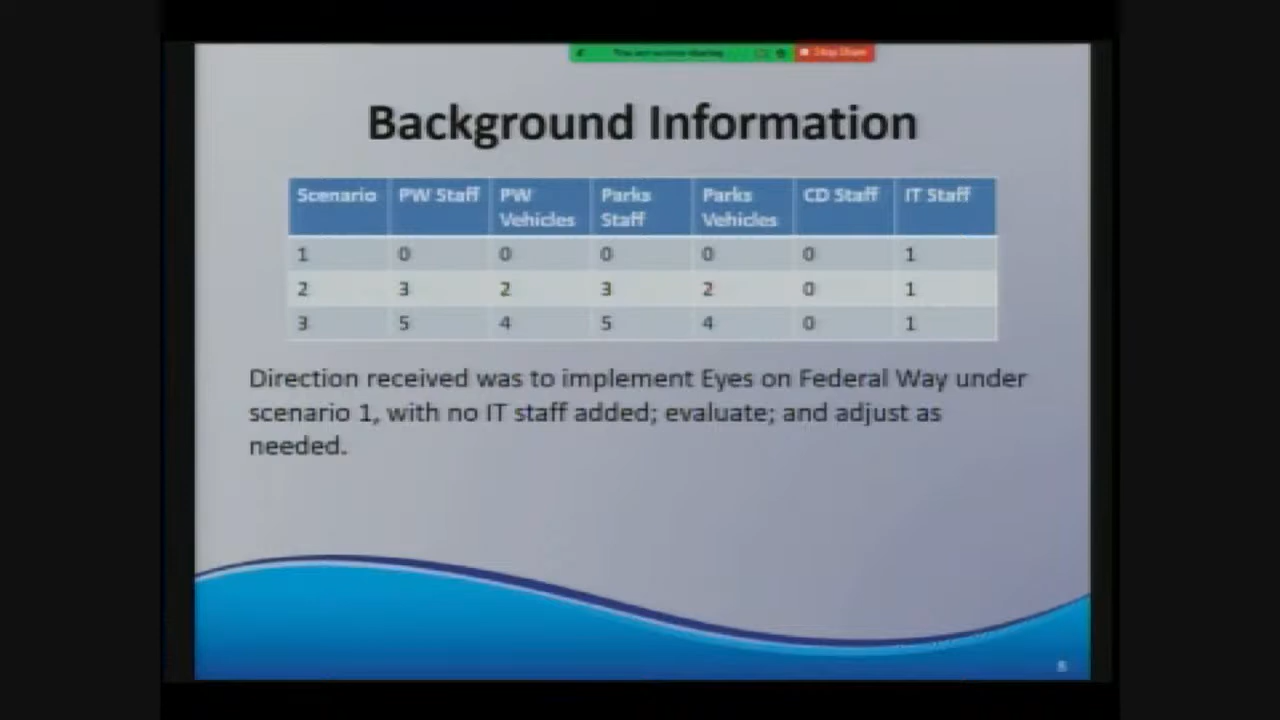 Background Information
Scenario PW Staff PW Vehicles Parks Staff Parks Vehicles CD Staff IT Staff
1 0 0 0 0 0 1
2 3 2 3 2 0 1
3 5 4 5 4 0 1
Direction received was to implement Eyes on Federal Way under
scenario 1, with no IT staff added; evaluate; and adjust as
needed.